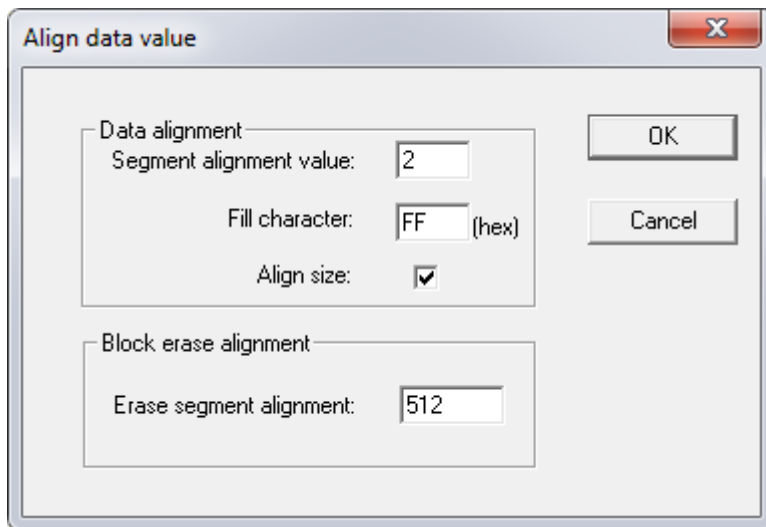 Align data value
Data alignment
Segment alignment value: 2
Fill character: FF (hex)
Align size:
OK
Cancel
Block erase alignment
Erase segment alignment: 512